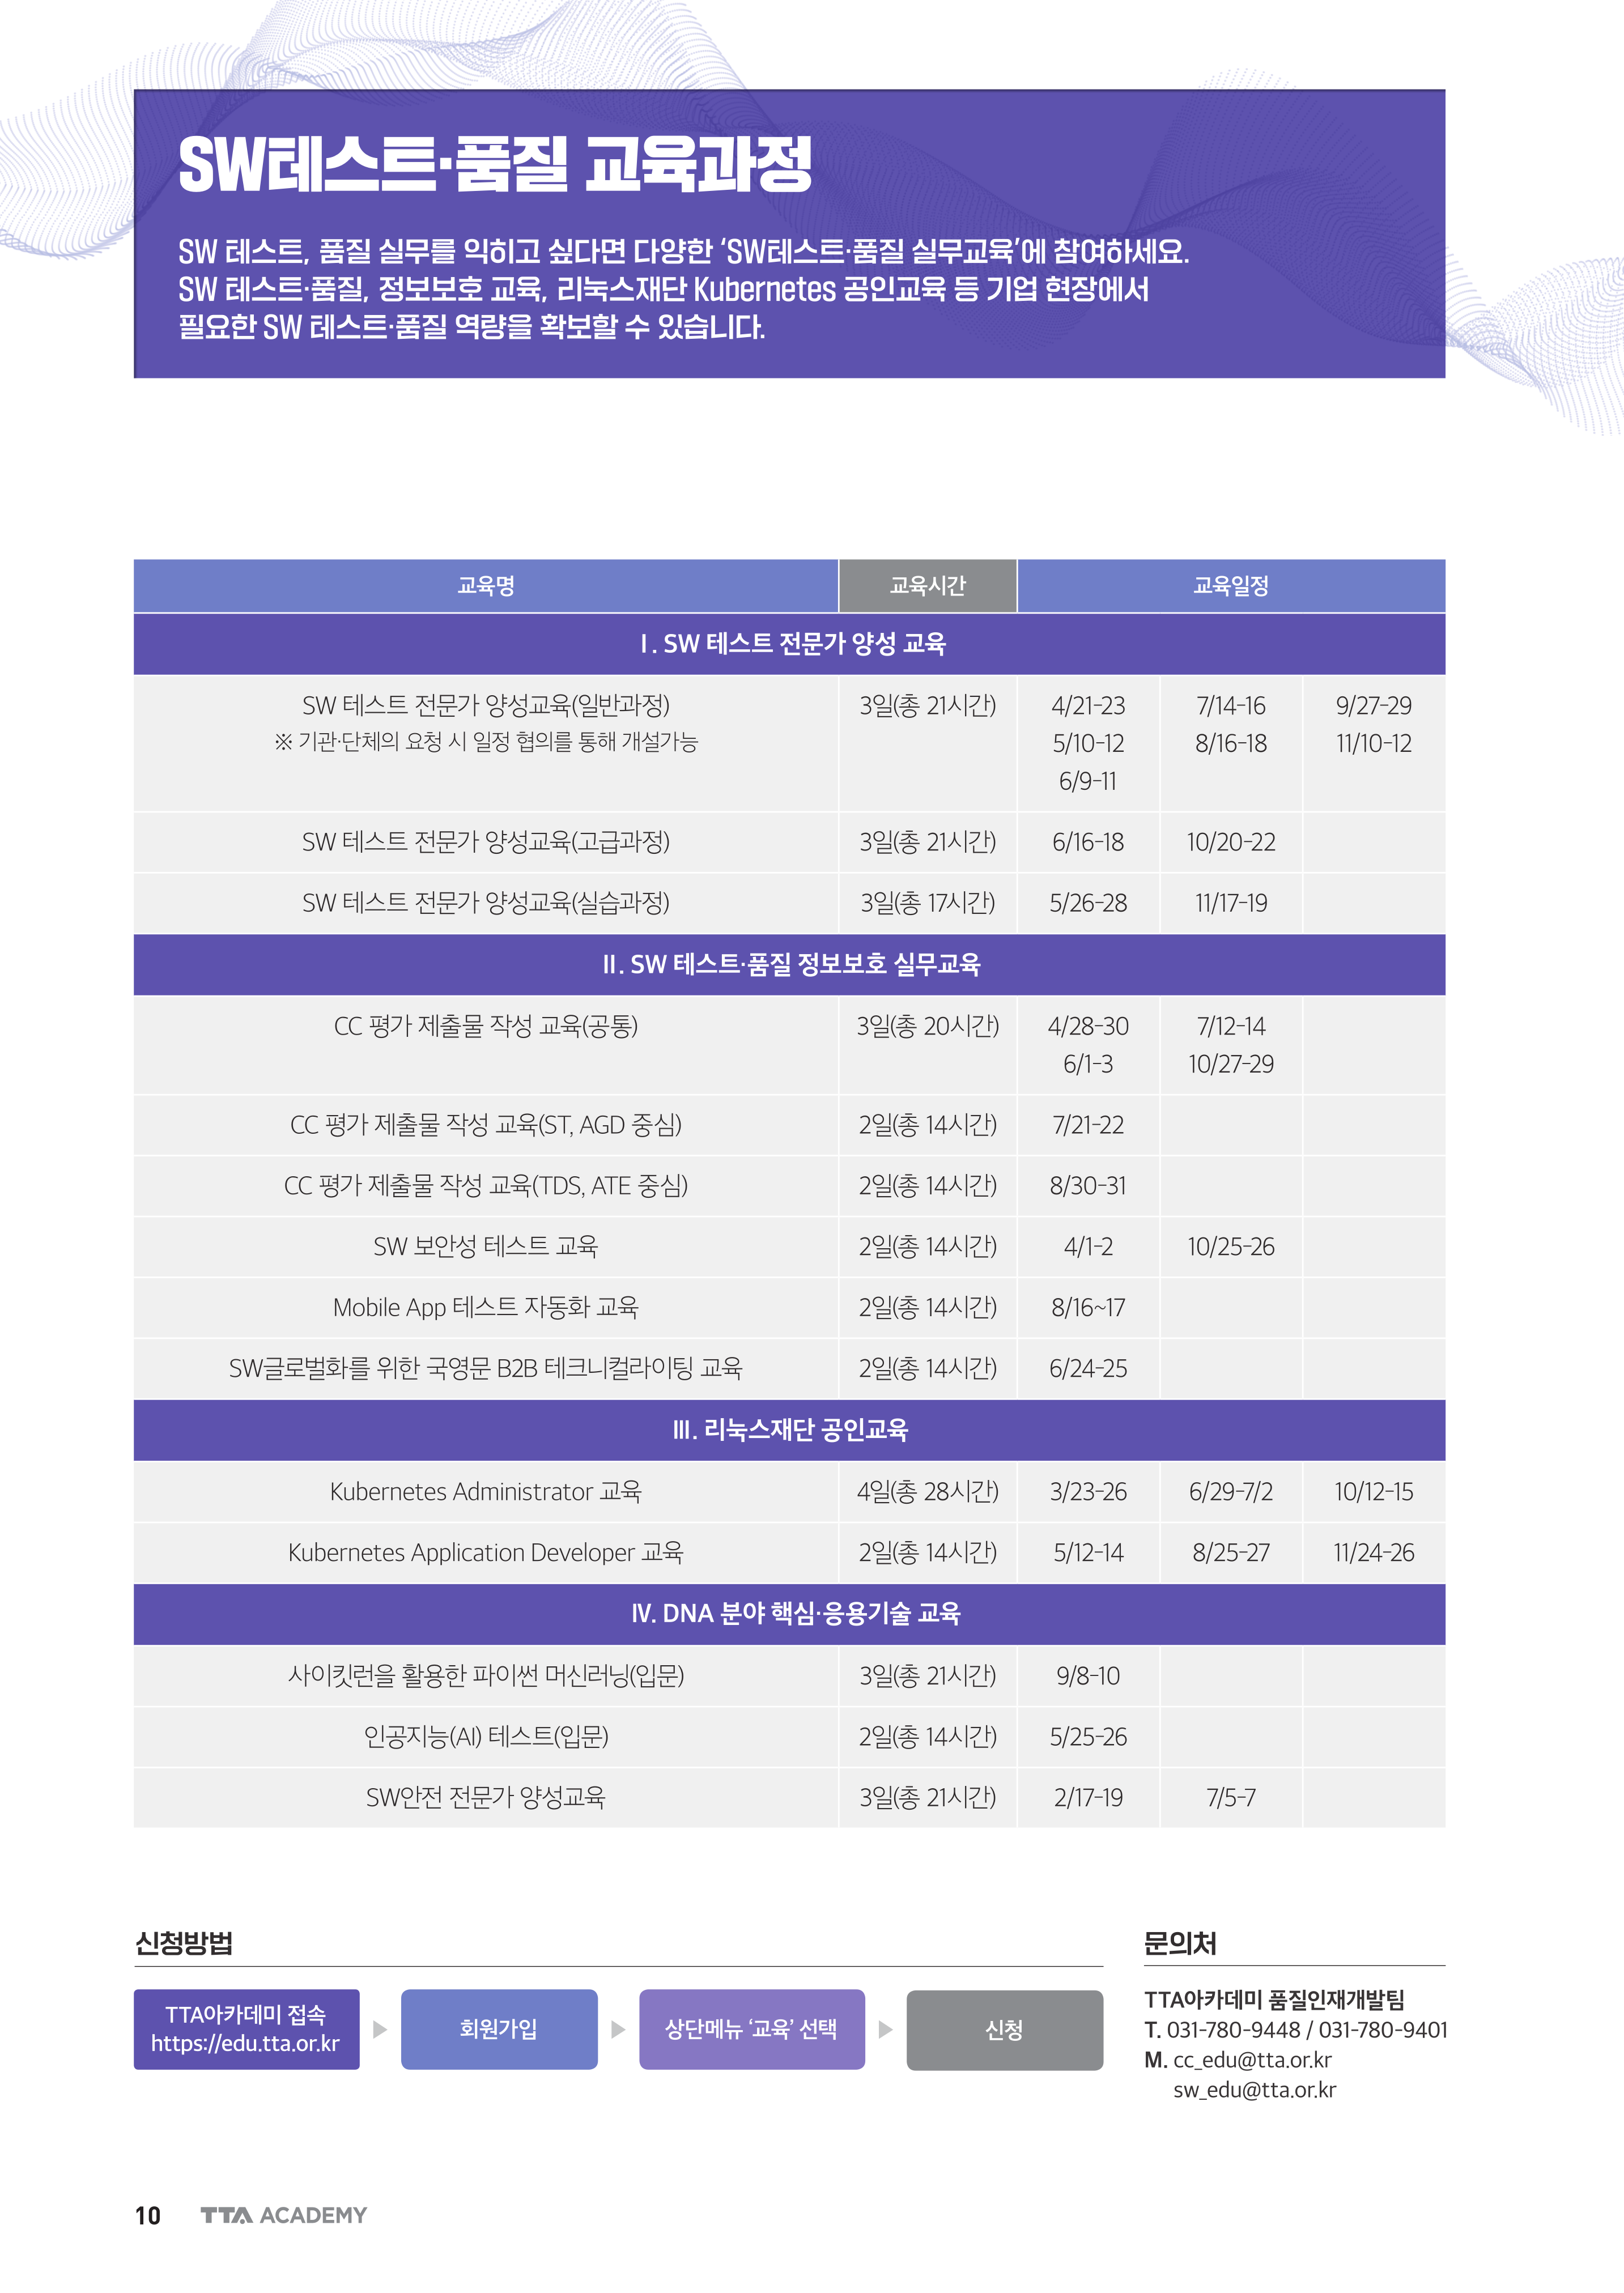 SW테스트·품질 교육과정
SW 테스트, 품질 실무를 익히고 싶다면 다양한 ‘SW테스트·품질 실무교육’에 참여하세요.
SW 테스트·품질, 정보보호 교육, 리눅스재단 Kubernetes 공인교육 등 기업 현장에서
필요한 SW 테스트·품질 역량을 확보할 수 있습니다.
교육명 교육시간 교육일정
I. SW 테스트 전문가 양성 교육
SW 테스트 전문가 양성교육(일반과정) 3일(총 21시간) 4/21-23 7/14-16 9/27-29
※ 기관·단체의 요청 시 일정 협의를 통해 개설가능 5/10-12 8/16-18 11/10-12
6/9-11
SW 테스트 전문가 양성교육(고급과정) 3일(총 21시간) 6/16-18 10/20-22
SW 테스트 전문가 양성교육(실습과정) 3일(총 17시간) 5/26-28 11/17-19
II. SW 테스트·품질 정보보호 실무교육
CC 평가 제출물 작성 교육(공통) 3일(총 20시간) 4/28-30 7/12-14
6/1-3 10/27-29
CC 평가 제출물 작성 교육(ST, AGD 중심) 2일(총 14시간) 7/21-22
CC 평가 제출물 작성 교육(TDS, ATE 중심) 2일(총 14시간) 8/30-31
SW 보안성 테스트 교육 2일(총 14시간) 4/1-2 10/25-26
Mobile App 테스트 자동화 교육 2일(총 14시간) 8/16~17
SW글로벌화를 위한 국영문 B2B 테크니컬라이팅 교육 2일(총 14시간) 6/24-25
III. 리눅스재단 공인교육
Kubernetes Administrator 교육 4일(총 28시간) 3/23-26 6/29-7/2 10/12-15
Kubernetes Application Developer 교육 2일(총 14시간) 5/12-14 8/25-27 11/24-26
IV. DNA 분야 핵심·응용기술 교육
사이킷런을 활용한 파이썬 머신러닝(입문) 3일(총 21시간) 9/8-10
인공지능(AI) 테스트(입문) 2일(총 14시간) 5/25-26
SW안전 전문가 양성교육 3일(총 21시간) 2/17-19 7/5-7
신청방법
TTA아카데미 접속
https://edu.tta.or.kr
회원가입
상단메뉴 ‘교육’ 선택
신청
문의처
TTA아카데미 품질인재개발팀
T. 031-780-9448 / 031-780-9401
M. cc_edu@tta.or.kr
sw_edu@tta.or.kr
10 TTA ACADEMY